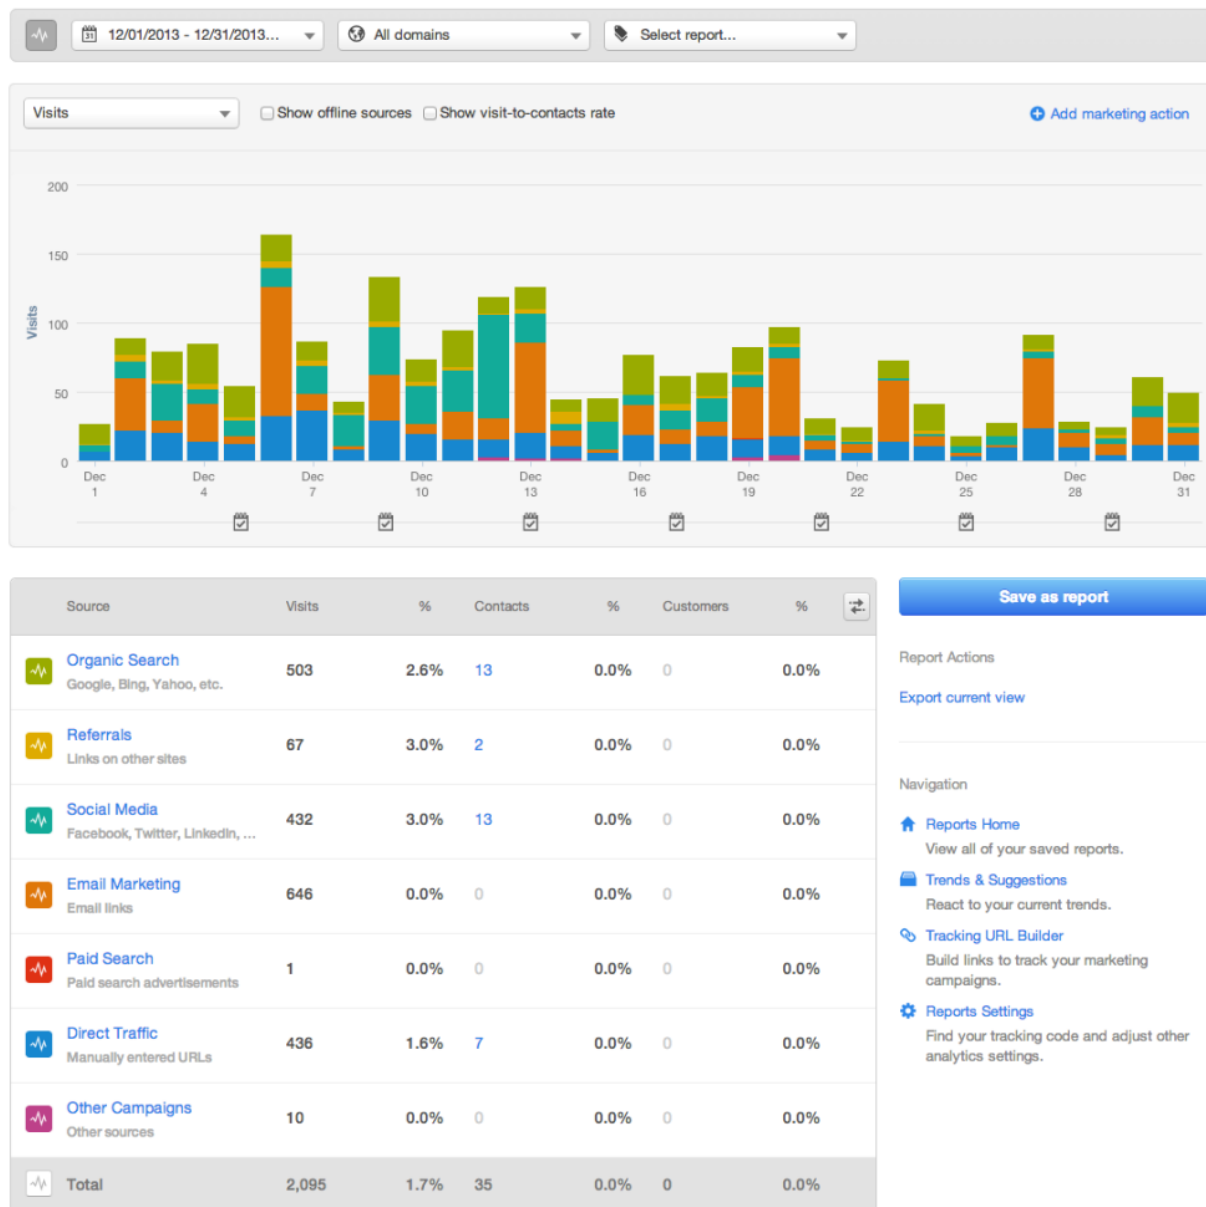 31 12/01/2013 - 12/31/2013... All domains Select report...
Visits Show offline sources Show visit-to-contacts rate Add marketing action
200
150
100
50
0
Visits
Dec 1 Dec 4 Dec 7 Dec 10 Dec 13 Dec 16 Dec 19 Dec 22 Dec 25 Dec 28 Dec 31
Source Visits % Contacts % Customers %
Organic Search 503 2.6% 13 0.0% 0 0.0%
Google, Bing, Yahoo, etc.
Referrals 67 3.0% 2 0.0% 0 0.0%
Links on other sites
Social Media 432 3.0% 13 0.0% 0 0.0%
Facebook, Twitter, LinkedIn, ...
Email Marketing 646 0.0% 0 0.0% 0 0.0%
Email links
Paid Search 1 0.0% 0 0.0% 0 0.0%
Paid search advertisements
Direct Traffic 436 1.6% 7 0.0% 0 0.0%
Manually entered URLs
Other Campaigns 10 0.0% 0 0.0% 0 0.0%
Other sources
Total 2,095 1.7% 35 0.0% 0 0.0%
Save as report
Report Actions
Export current view
Navigation
Reports Home
View all of your saved reports.
Trends & Suggestions
React to your current trends.
Tracking URL Builder
Build links to track your marketing
campaigns.
Reports Settings
Find your tracking code and adjust other
analytics settings.